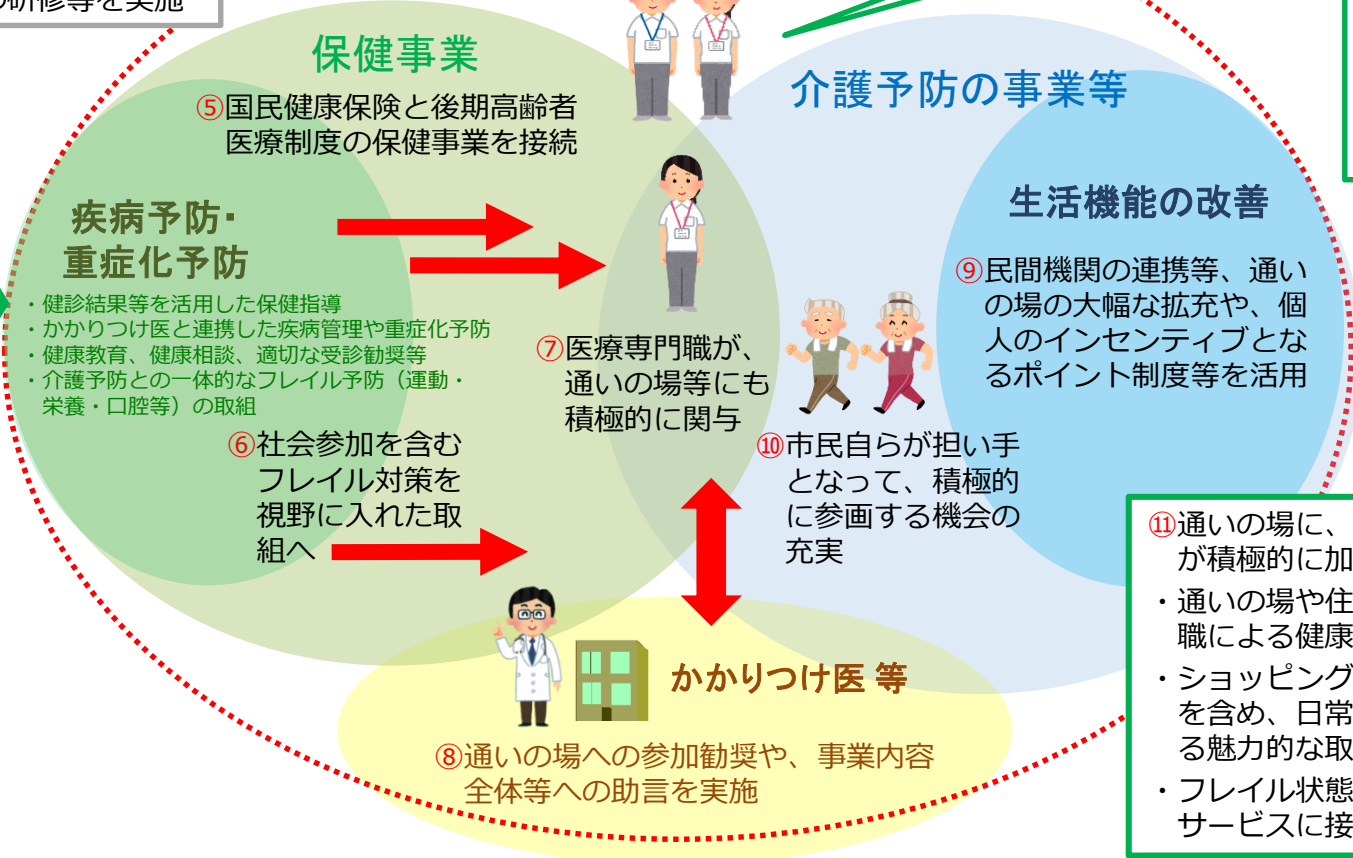 の研修等を実施
保健事業
⑤国民健康保険と後期高齢者
医療制度の保健事業を接続
介護予防の事業等
疾病予防・
重症化予防
・健診結果等を活用した保健指導
・かかりつけ医と連携した疾病管理や重症化予防
・健康教育、健康相談、適切な受診勧奨等
・介護予防との一体的なフレイル予防（運動・
栄養・口腔等）の取組
⑥社会参加を含む
フレイル対策を
視野に入れた取
組へ
⑦医療専門職が、
通いの場等にも
積極的に関与
生活機能の改善
⑨民間機関の連携等、通い
の場の大幅な拡充や、個
人のインセンティブとな
るポイント制度等を活用
⑩市民自らが担い手
となって、積極的
に参画する機会の
充実
かかりつけ医 等
⑧通いの場への参加勧奨や、事業内容
全体等への助言を実施
⑪通いの場に、
が積極的に加
・通いの場や住
職による健康
・ショッピング
を含め、日常
る魅力的な取
・フレイル状態
サービスに接